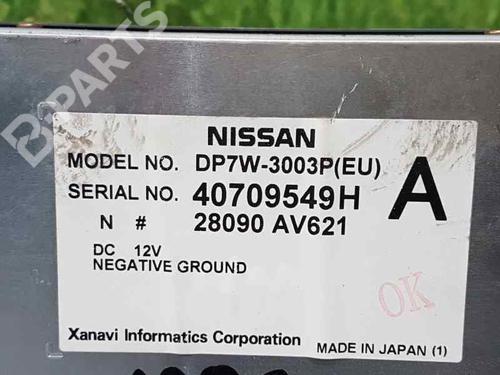 B-PARTS
NISSAN
MODEL NO. DP7W-3003P(EU)
SERIAL NO. 40709549H A
N # 28090 AV621
DC 12V
NEGATIVE GROUND
OK
Xanavi Informatics Corporation MADE IN JAPAN (1)